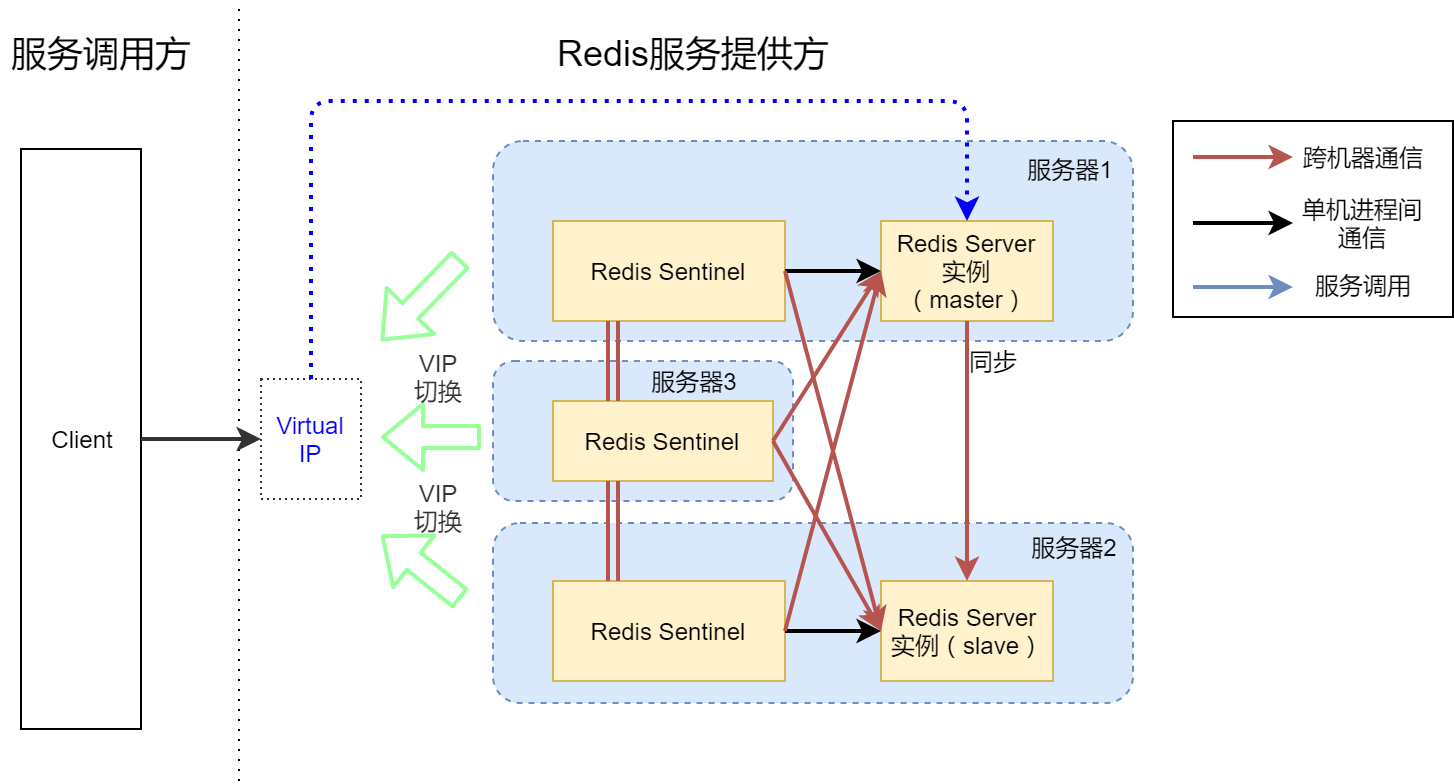 服务调用方
Redis服务提供方
服务器1
跨机器通信
单机进程间
通信
服务调用
Redis Sentinel
Redis Server
实例
（master）
VIP
切换
服务器3
同步
Client
Virtual
IP
Redis Sentinel
VIP
切换
服务器2
Redis Sentinel
Redis Server
实例（slave）